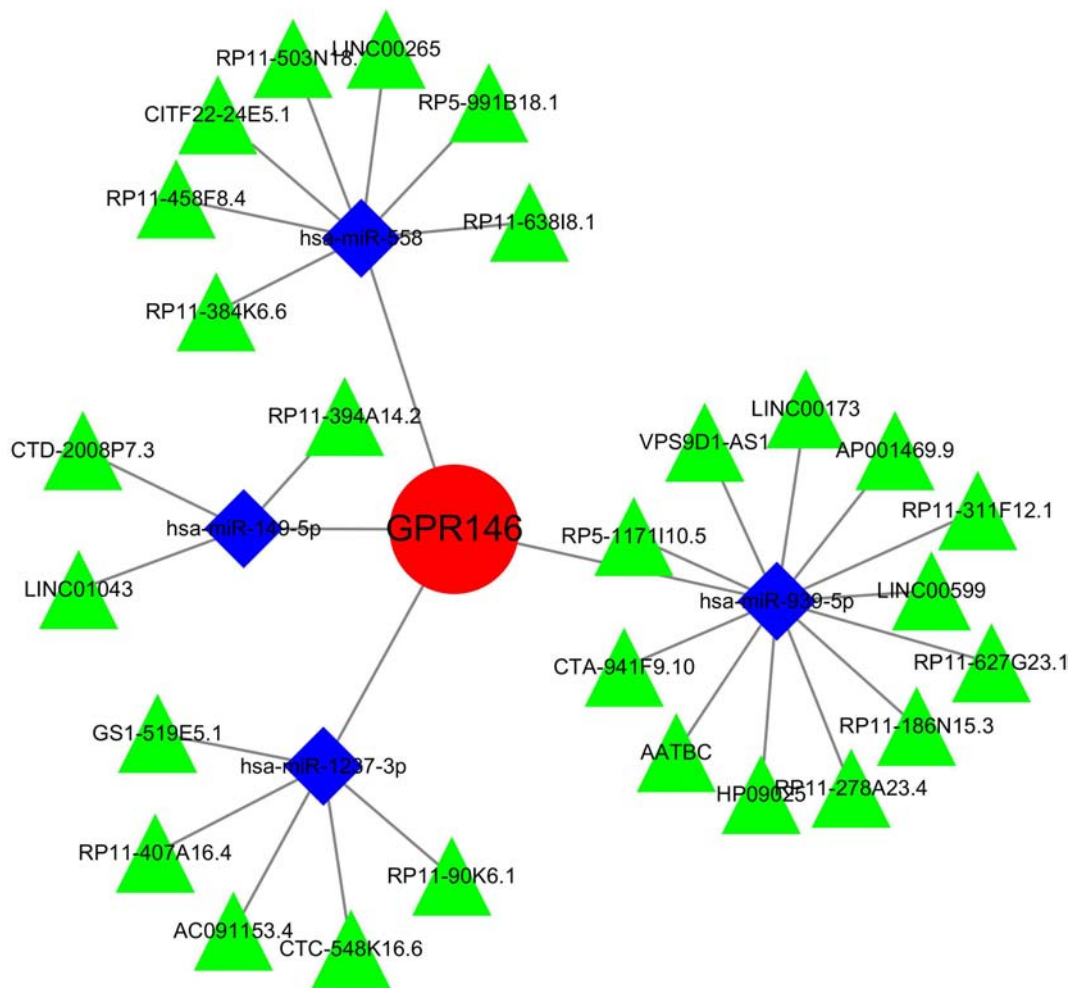 LINC00265
RP11-503N18.
RP5-991B18.1
CITF22-24E5.1
RP11-458F8.4
RP11-638I8.1
hsa-miR-558
RP11-384K6.6
RP11-394A14.2
CTD-2008P7.3
hsa-miR-149-5p
LINC01043
GPR146
LINC00173
VPS9D1-AS1
AP001469.9
RP11-311F12.1
RP5-1171I10.5
LINC00599
hsa-miR-939-5p
RP11-627G23.1
CTA-941F9.10
RP11-186N15.3
AATBC
HP09025
RP11-278A23.4
GS1-519E5.1
hsa-miR-1237-3p
RP11-407A16.4
RP11-90K6.1
AC091153.4
CTC-548K16.6